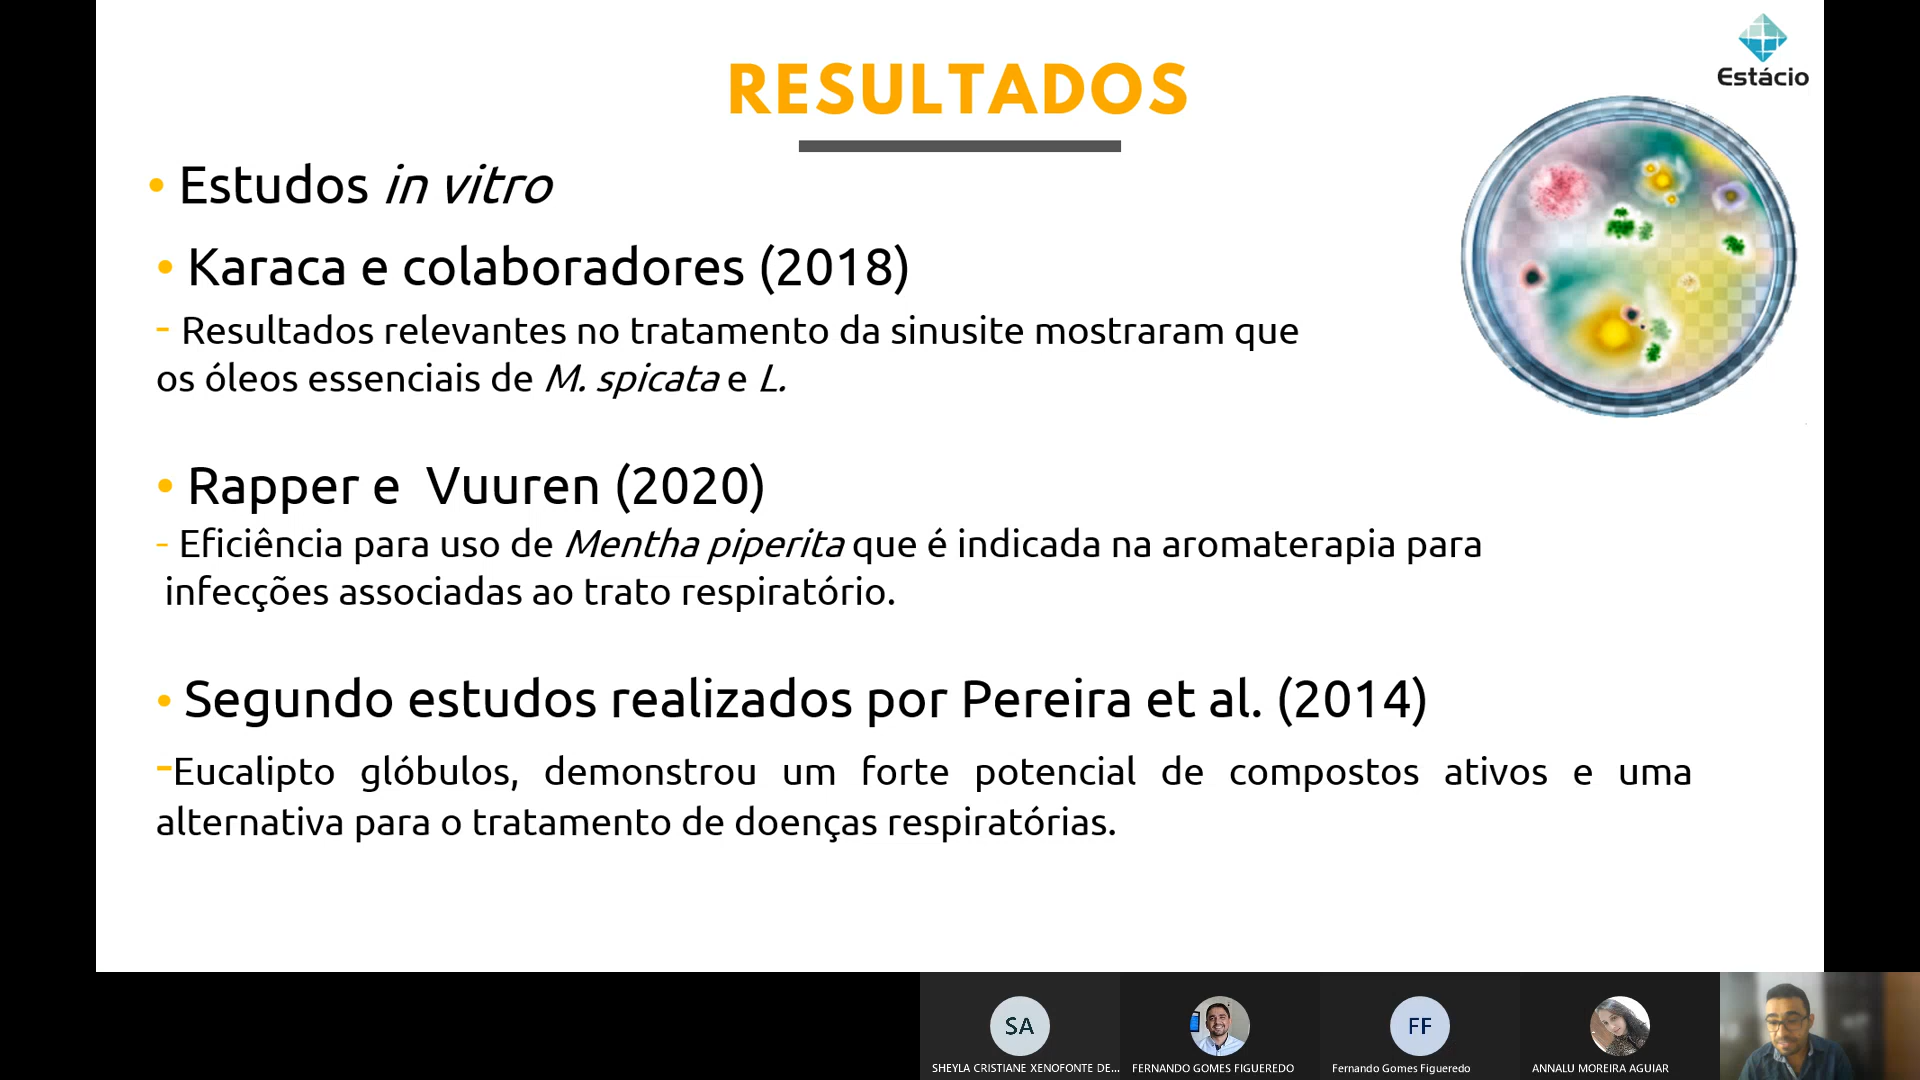 Estácio
RESULTADOS
• Estudos in vitro
• Karaca e colaboradores (2018)
- Resultados relevantes no tratamento da sinusite mostraram que
os óleos essenciais de M. spicata e L.
• Rapper e Vuuren (2020)
- Eficiência para uso de Mentha piperita que é indicada na aromaterapia para
infecções associadas ao trato respiratório.
• Segundo estudos realizados por Pereira et al. (2014)
-Eucalipto glóbulos, demonstrou um forte potencial de compostos ativos e uma
alternativa para o tratamento de doenças respiratórias.
SA
FF
SHEYLA CRISTIANE XENOFONTE DE...
FERNANDO GOMES FIGUEREDO
Fernando Gomes Figueredo
ANNALU MOREIRA AGUIAR